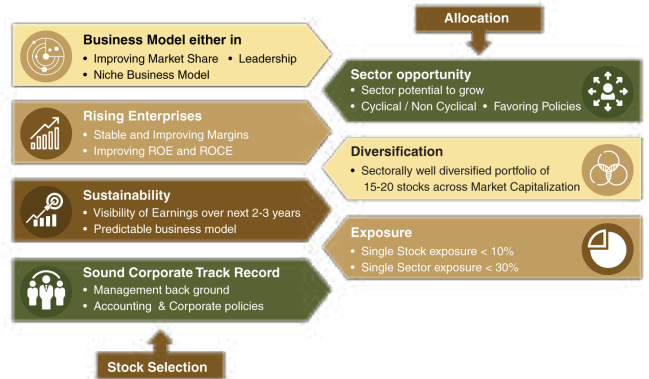 Allocation
Business Model either in
• Improving Market Share • Leadership
• Niche Business Model
Sector opportunity
• Sector potential to grow
• Cyclical / Non Cyclical • Favoring Policies
Rising Enterprises
• Stable and Improving Margins
• Improving ROE and ROCE
Diversification
• Sectorally well diversified portfolio of
15-20 stocks across Market Capitalization
Sustainability
• Visibility of Earnings over next 2-3 years
• Predictable business model
Exposure
• Single Stock exposure < 10%
• Single Sector exposure < 30%
Sound Corporate Track Record
• Management back ground
• Accounting & Corporate policies
Stock Selection